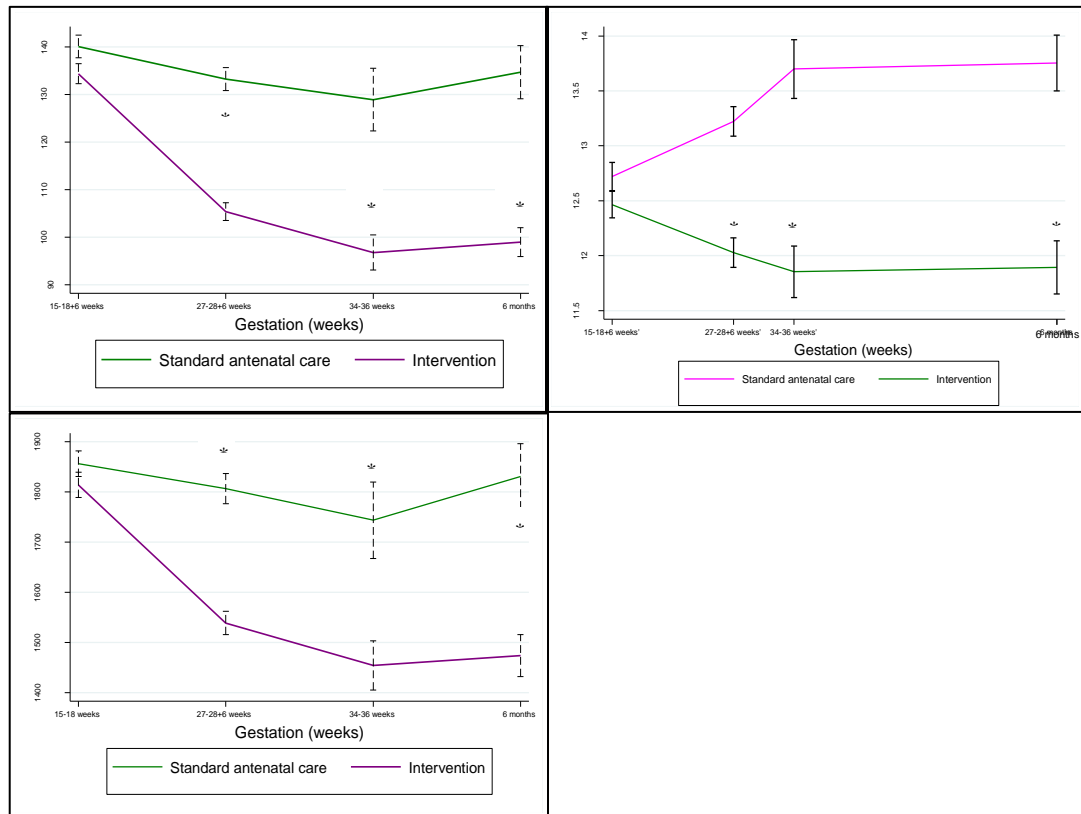 140
130
120
110
100
90
15-18+6 weeks 27-28+6 weeks 34-36 weeks 6 months
Gestation (weeks)
Standard antenatal care Intervention
14
13.5
13
12.5
12
11.5
* * *
15-18+6 weeks' 27-28+6 weeks' 34-36 weeks' 6 months
6 months
Gestation (weeks)
Standard antenatal care Intervention
1900
1800
1700
1600
1500
1400
15-18 weeks 27-28+6 weeks 34-36 weeks 6 months
Gestation (weeks)
Standard antenatal care Intervention